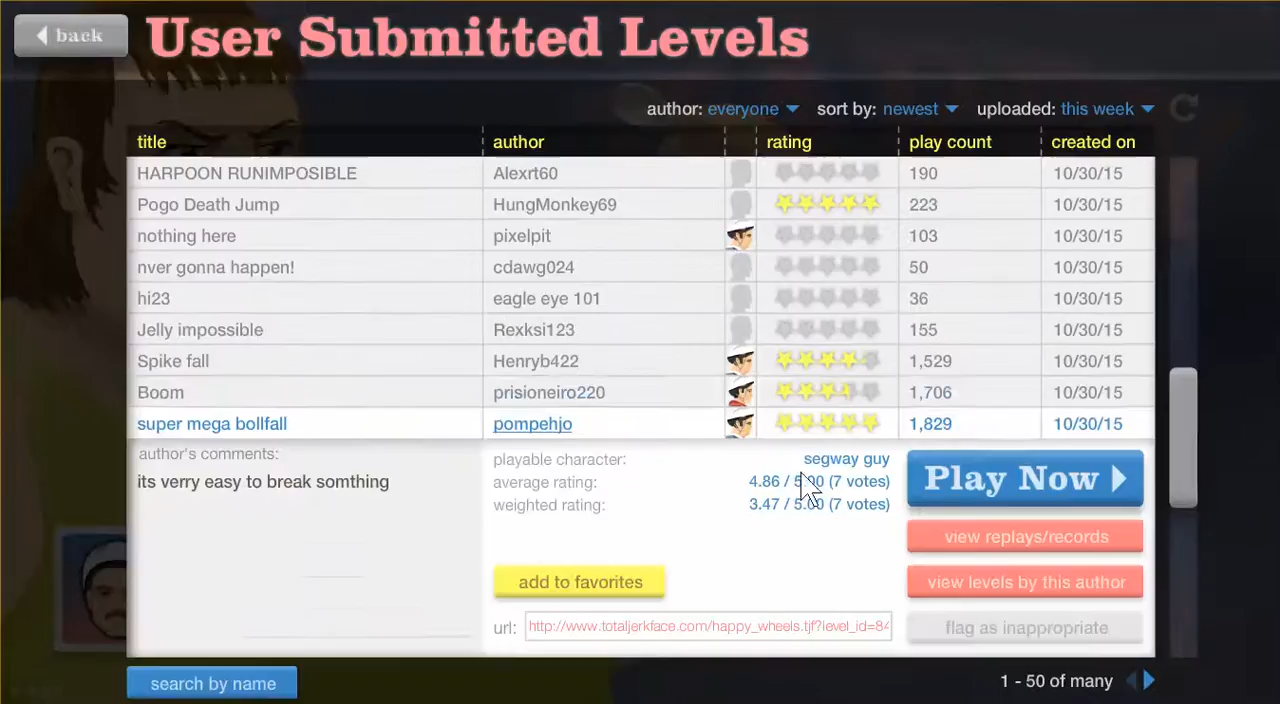 back
User Submitted Levels
author: everyone sort by: newest uploaded: this week
title author rating play count created on
HARPOON RUNIMPOSIBLE Alexrt60 190 10/30/15
Pogo Death Jump HungMonkey69 223 10/30/15
nothing here pixelpit 103 10/30/15
nver gonna happen! cdawg024 50 10/30/15
hi23 eagle eye 101 36 10/30/15
Jelly impossible Rexksi123 155 10/30/15
Spike fall Henryb422 1,529 10/30/15
Boom prisioneiro220 1,706 10/30/15
super mega bollfall pompehjo 1,829 10/30/15
author's comments:
its verry easy to break somthing
playable character: segway guy
average rating: 4.86 / 5.00 (7 votes)
weighted rating: 3.47 / 5.00 (7 votes)
Play Now
view replays/records
add to favorites
view levels by this author
url: http://www.totaljerkface.com/happy_wheels.tjf?level_id=84
flag as inappropriate
search by name
1 - 50 of many